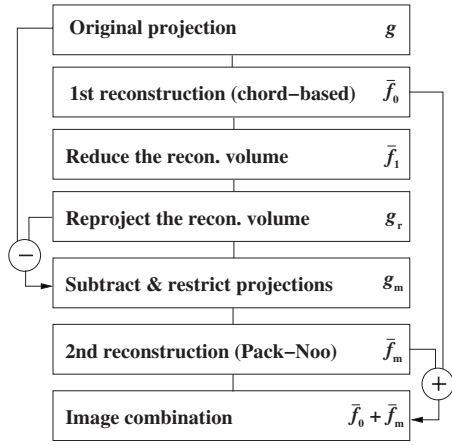 Original projection g
1st reconstruction (chord−based) f̄₀
Reduce the recon. volume f̄₁
Reproject the recon. volume gᵣ
−
Subtract & restrict projections gₘ
2nd reconstruction (Pack−Noo) f̄ₘ
+
Image combination f̄₀ + f̄ₘ